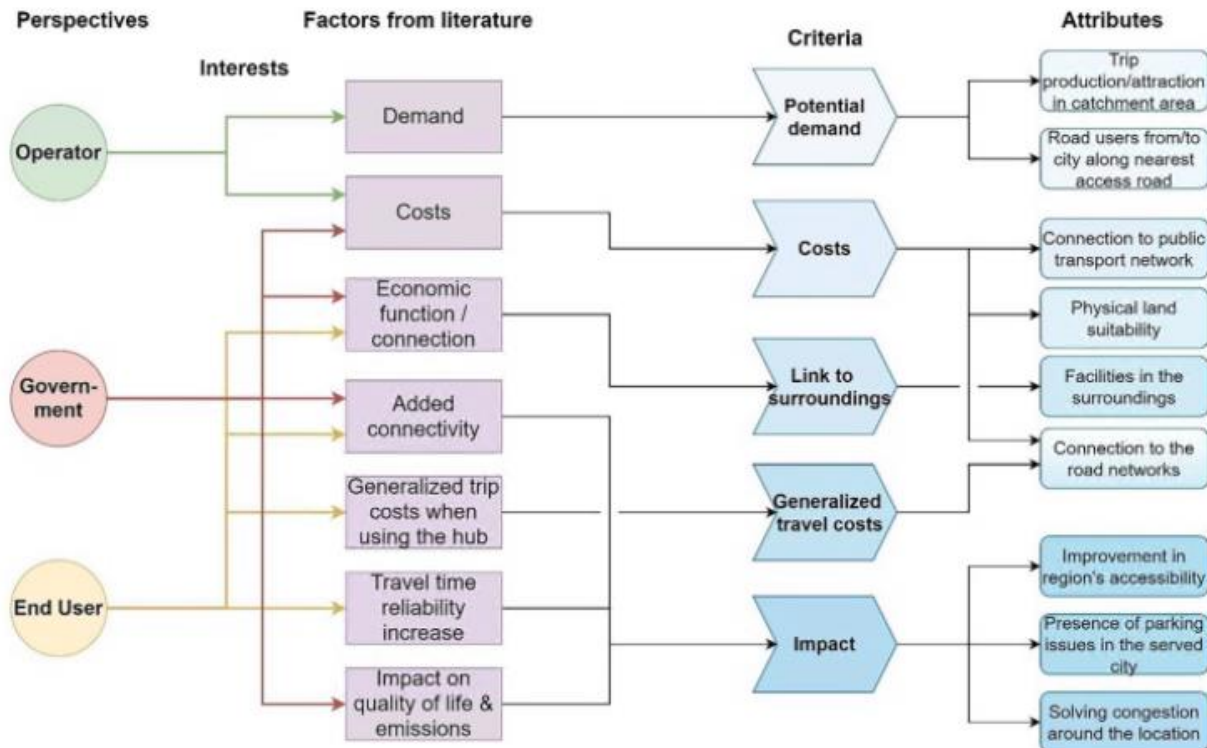 Perspectives
Factors from literature
Attributes
Interests
Criteria
Operator
Govern-
ment
End User
Demand
Costs
Economic
function /
connection
Added
connectivity
Generalized trip
costs when
using the hub
Travel time
reliability
increase
Impact on
quality of life &
emissions
Potential
demand
Costs
Link to
surroundings
Generalized
travel costs
Impact
Trip
production/attraction
in catchment area
Road users from/to
city along nearest
access road
Connection to public
transport network
Physical land
suitability
Facilities in the
surroundings
Connection to the
road networks
Improvement in
region's accessibility
Presence of parking
issues in the served
city
Solving congestion
around the location